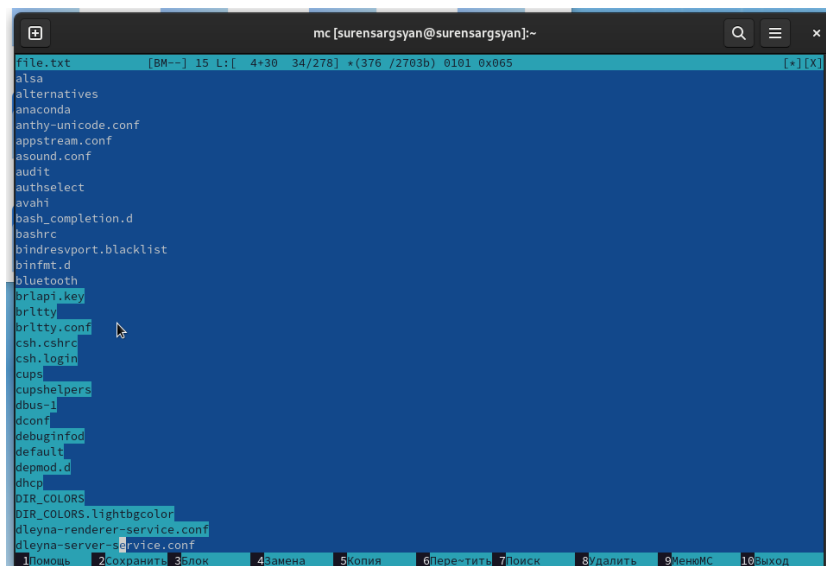 mc [surensargsyan@surensargsyan]:~
file.txt [BM--] 15 L:[ 4+30 34/278] *(376 /2703b) 0101 0x065 [*][X]
alsa
alternatives
anaconda
anthy-unicode.conf
appstream.conf
asound.conf
audit
authselect
avahi
bash_completion.d
bashrc
bindresvport.blacklist
binfmt.d
bluetooth
brlapi.key
brltty
brltty.conf
csh.cshrc
csh.login
cups
cupshelpers
dbus-1
dconf
debuginfod
default
depmod.d
dhcp
DIR_COLORS
DIR_COLORS.lightbgcolor
dleyna-renderer-service.conf
dleyna-server-service.conf
1Помощь 2Сохранить 3Блок 4Замена 5Копия 6Пере~тить 7Поиск 8Удалить 9МенюMC 10Выход